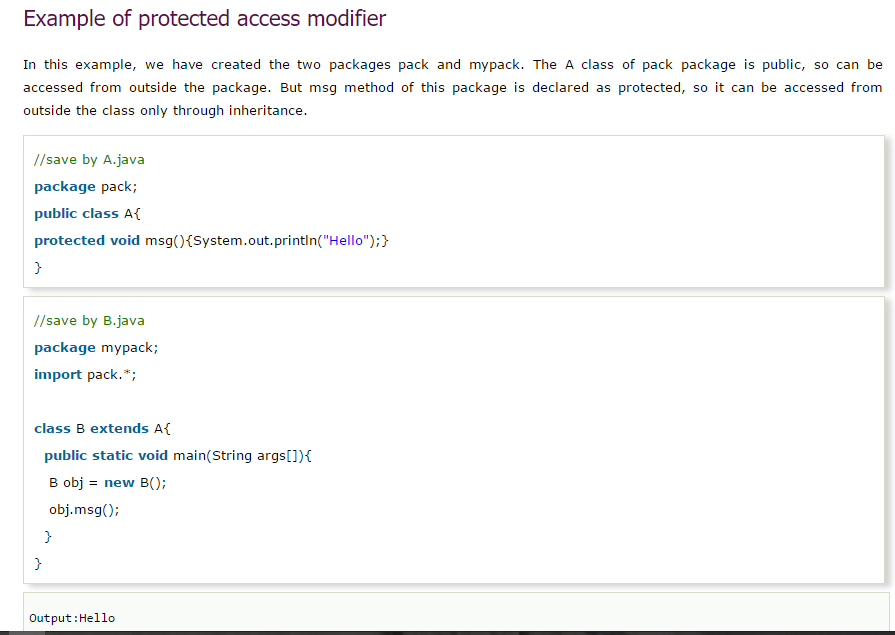 Example of protected access modifier
In this example, we have created the two packages pack and mypack. The A class of pack package is public, so can be
accessed from outside the package. But msg method of this package is declared as protected, so it can be accessed from
outside the class only through inheritance.
//save by A.java
package pack;
public class A{
protected void msg(){System.out.println("Hello");}
}
//save by B.java
package mypack;
import pack.*;
class B extends A{
public static void main(String args[]){
B obj = new B();
obj.msg();
}
}
Output:Hello